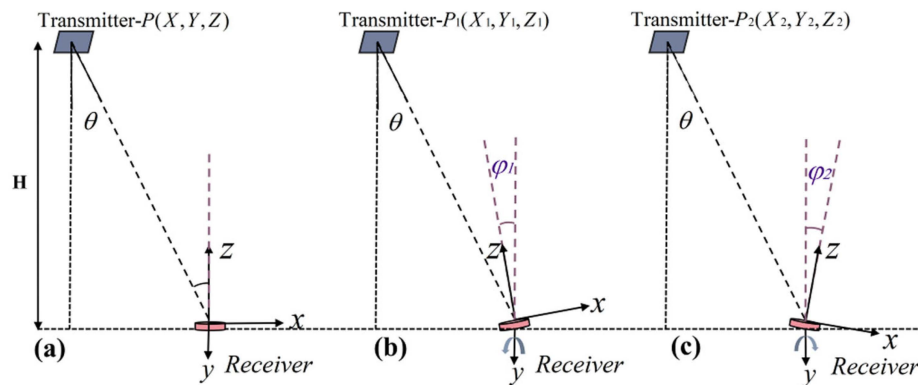 Transmitter-P(X, Y, Z) Transmitter-P₁(X₁, Y₁, Z₁) Transmitter-P₂(X₂, Y₂, Z₂)
θ θ θ
φ₁ φ₂
H
z z z
x x x
(a) (b) (c)
y Receiver y Receiver y Receiver